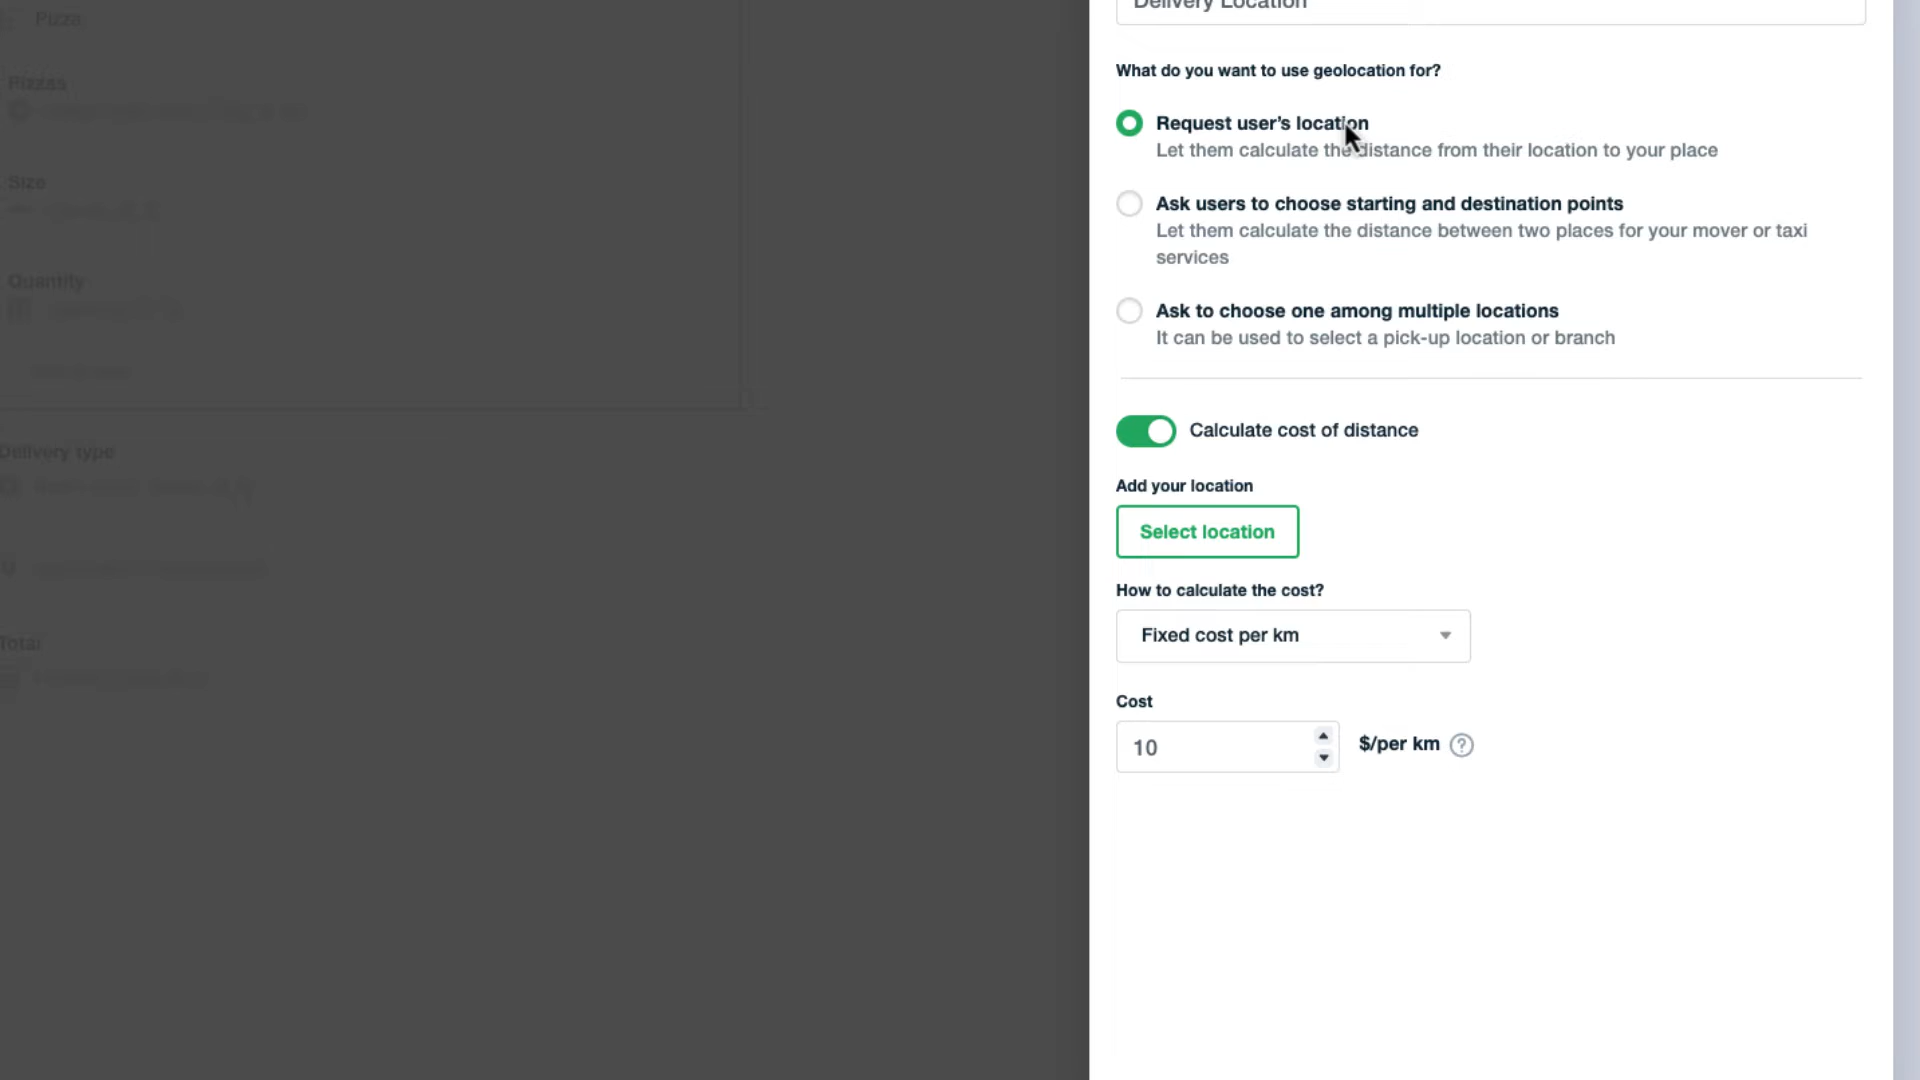 Pizza
Pizzas
Size
Quantity
Delivery type
Total
Delivery Location
What do you want to use geolocation for?
Request user's location
Let them calculate the distance from their location to your place
Ask users to choose starting and destination points
Let them calculate the distance between two places for your mover or taxi
services
Ask to choose one among multiple locations
It can be used to select a pick-up location or branch
Calculate cost of distance
Add your location
Select location
How to calculate the cost?
Fixed cost per km
Cost
10
$/per km